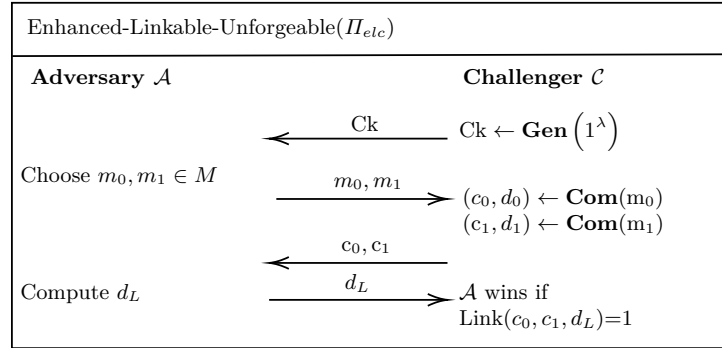 Enhanced-Linkable-Unforgeable(Π_elc)
Adversary 𝒜 Challenger 𝒞
Ck Ck ← Gen(1^λ)
Choose m_0, m_1 ∈ M
m_0, m_1 (c_0, d_0) ← Com(m_0)
(c_1, d_1) ← Com(m_1)
c_0, c_1
Compute d_L d_L 𝒜 wins if
Link(c_0, c_1, d_L)=1